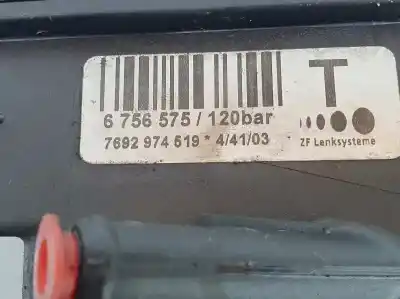 T
6 756 575 / 120bar
7692 974 519 * 4/41/03
ZF Lenksysteme